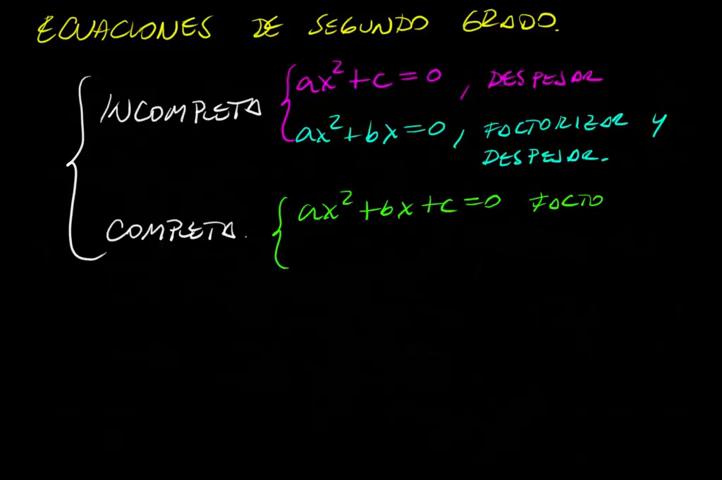 ECUACIONES DE SEGUNDO GRADO.
INCOMPLETA
ax²+c=0, DESPEJAR
ax²+bx=0, FACTORIZAR Y
DESPEJAR.
COMPLETA.
ax²+bx+c=0 FACTO